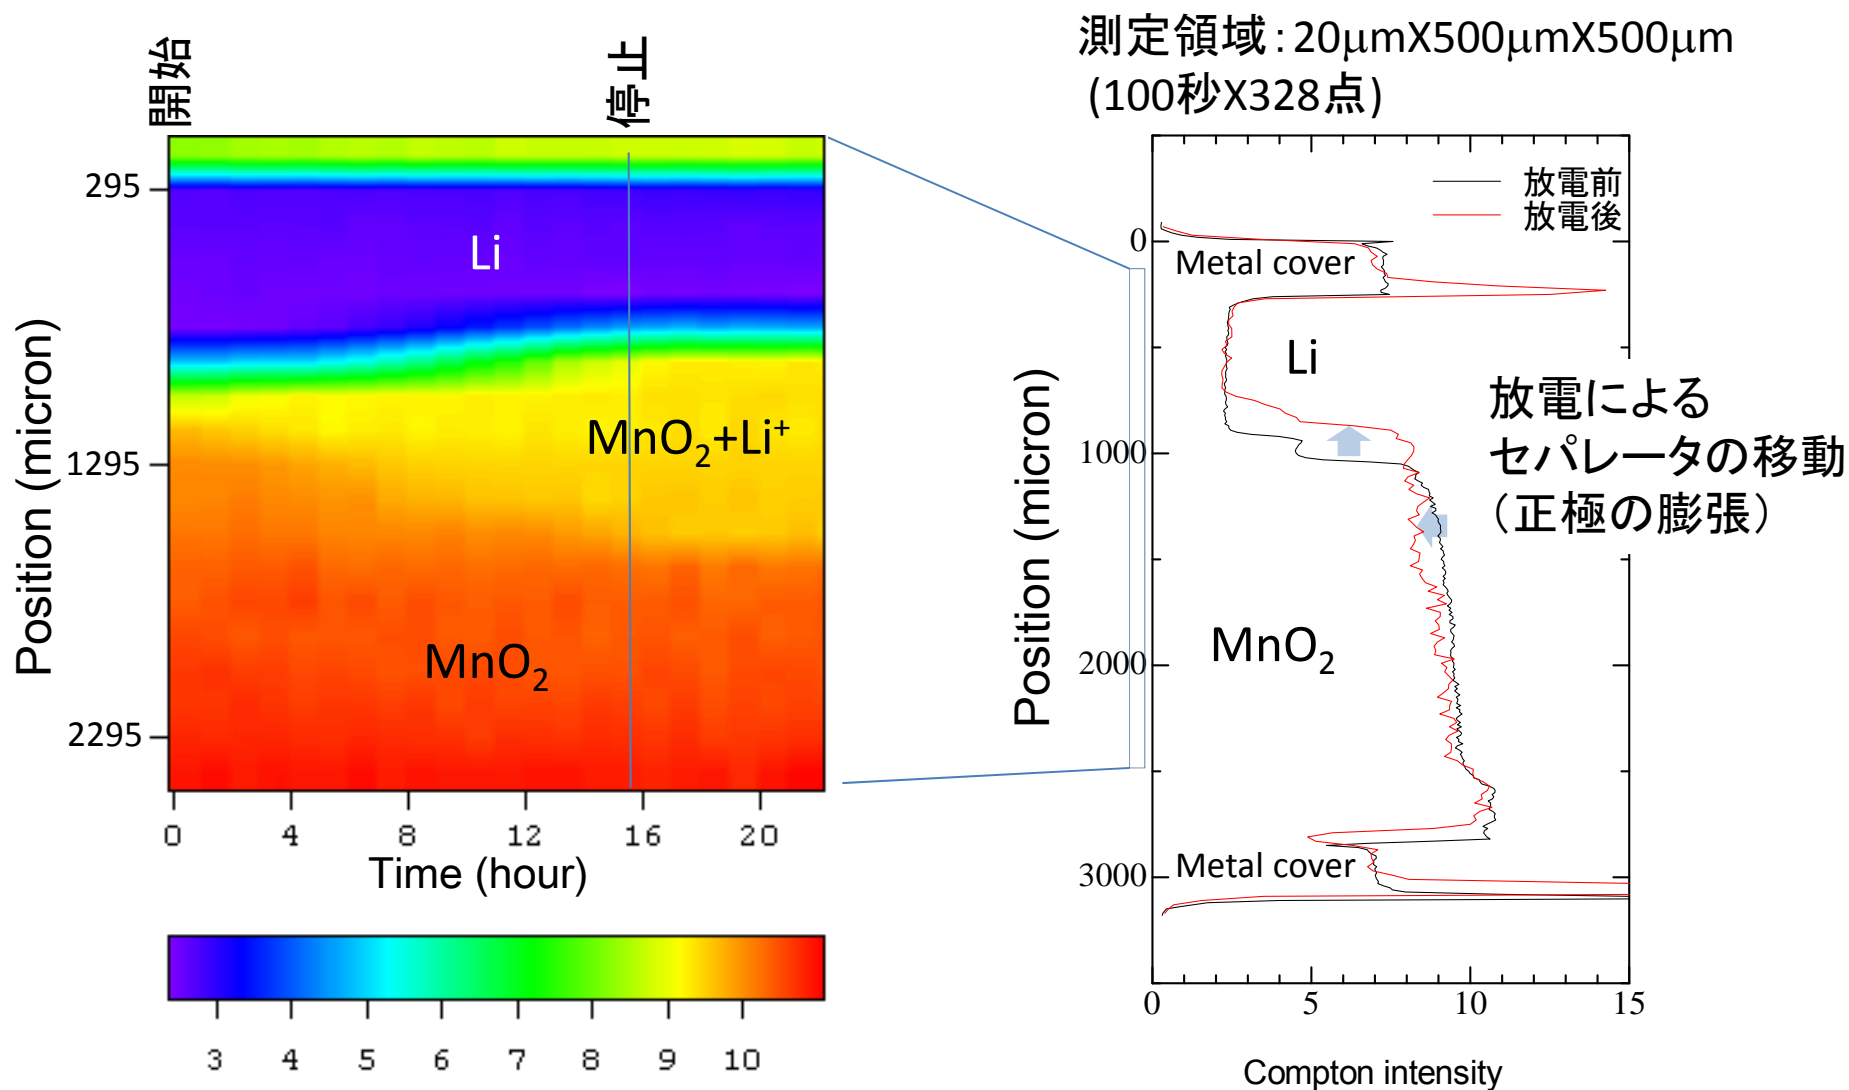 開始
停止
295
1295
2295
Position (micron)
Li
MnO2+Li+
MnO2
0 4 8 12 16 20
Time (hour)
3 4 5 6 7 8 9 10
測定領域:20μmX500μmX500μm
(100秒X328点)
放電前
放電後
0
1000
2000
3000
Position (micron)
Metal cover
Li
放電による
セパレータの移動
(正極の膨張)
MnO2
Metal cover
0 5 10 15
Compton intensity